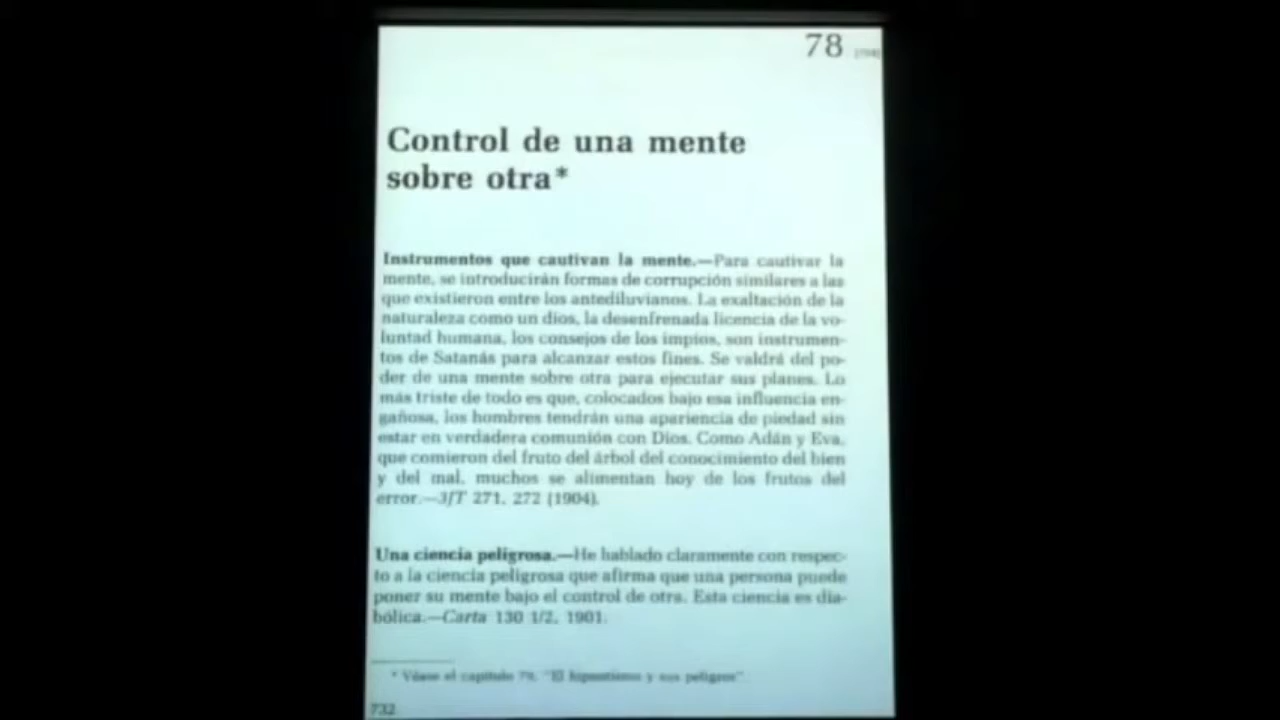 78
Control de una mente
sobre otra*
Instrumentos que cautivan la mente.—Para cautivar la
mente, se introducirán formas de corrupción similares a las
que existieron entre los antediluvianos. La exaltación de la
naturaleza como un dios, la desenfrenada licencia de la vo-
luntad humana, los consejos de los impíos, son instrumen-
tos de Satanás para alcanzar estos fines. Se valdrá del po-
der de una mente sobre otra para ejecutar sus planes. Lo
más triste de todo es que, colocados bajo esa influencia en-
gañosa, los hombres tendrán una apariencia de piedad sin
estar en verdadera comunión con Dios. Como Adán y Eva,
que comieron del fruto del árbol del conocimiento del bien
y del mal, muchos se alimentan hoy de los frutos del
error.—3JT 271, 272 (1904).
Una ciencia peligrosa.—He hablado claramente con respec-
to a la ciencia peligrosa que afirma que una persona puede
poner su mente bajo el control de otra. Esta ciencia es dia-
bólica.—Carta 130 1/2, 1901.
* Véase el capítulo 79, "El hipnotismo y sus peligros".
732